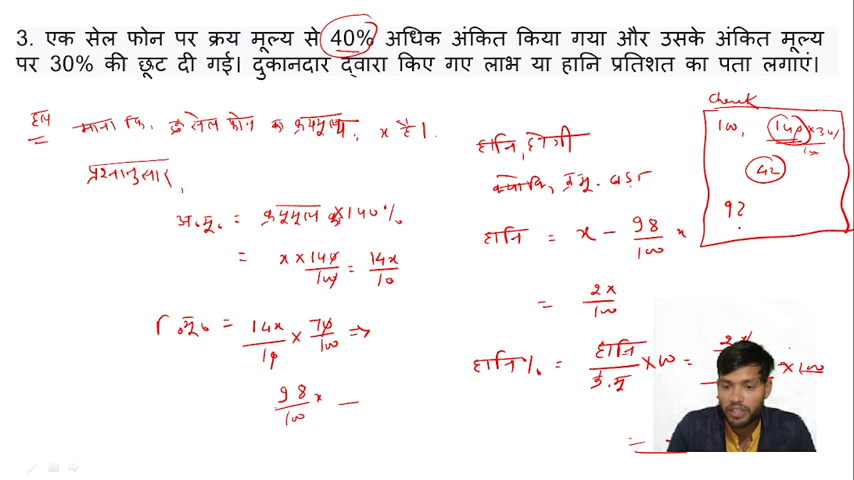 3. एक सेल फोन पर क्रय मूल्य से 40% अधिक अंकित किया गया और उसके अंकित मूल्य
पर 30% की छूट दी गई। दुकानदार द्वारा किए गए लाभ या हानि प्रतिशत का पता लगाएं।
हल माना कि, सेल फोन का क्रयमूल्य, x है।
प्रश्नानुसार,
अ.मू. = क्रयमूल्य का × 140%
= x × 140/100 = 14x/10
= 14x/10 × 70/100 ⇒
98/100 x
हानि, होगी
क्योंकि,
हानि = x − 98/100 x
= 2x/100
हानि% = हानि/क्र.मू × 100 =
× 100
=
Check
100, 140 × 30/100
42
98